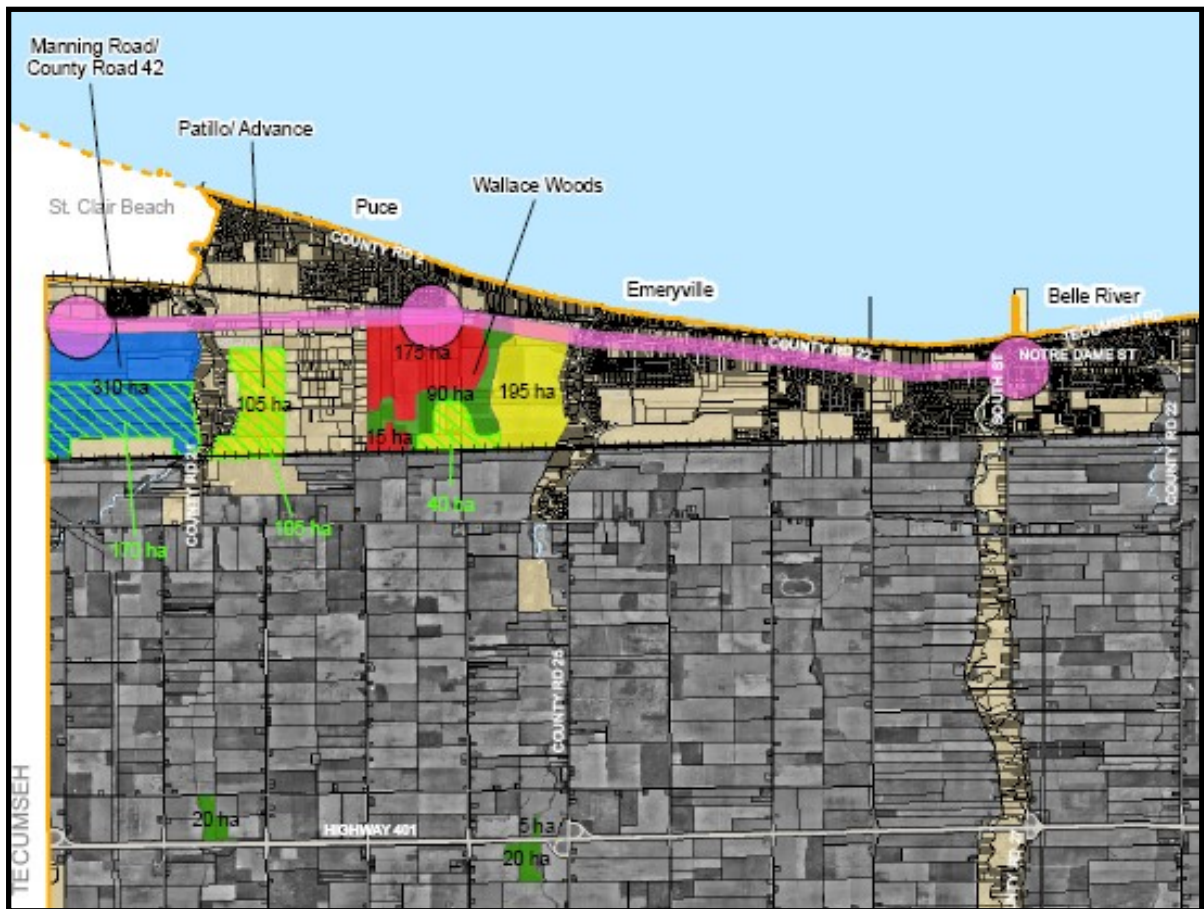 Manning Road/
County Road 42
Patillo/ Advance
Wallace Woods
St. Clair Beach
Puce
COUNTY RD 2
Emeryville
Belle River
TECUMSEH RD
COUNTY RD 22
NOTRE DAME ST
SOUTH ST
175 ha
310 ha
90 ha
195 ha
105 ha
15 ha
COUNTY RD 22
40 ha
105 ha
170 ha
COUNTY RD
COUNTY RD 25
TECUMSEH
20 ha
5 ha
HIGHWAY 401
20 ha
RD 27